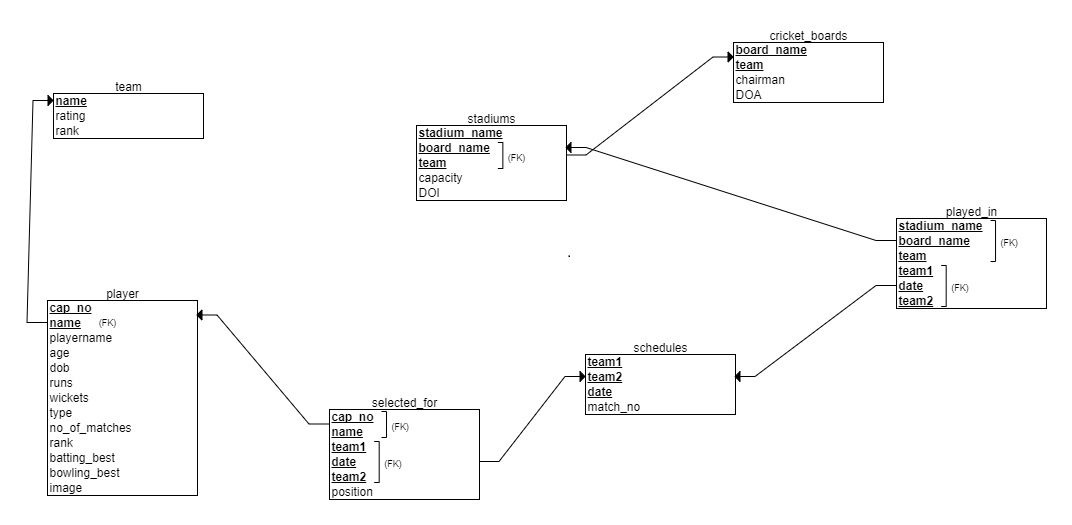 team
name
rating
rank
cricket_boards
board_name
team
chairman
DOA
stadiums
stadium_name
board_name
team
(FK)
capacity
DOI
played_in
stadium_name
board_name
team
(FK)
team1
date
team2
(FK)
player
cap_no
name (FK)
playername
age
dob
runs
wickets
type
no_of_matches
rank
batting_best
bowling_best
image
schedules
team1
team2
date
match_no
selected_for
cap_no
name
(FK)
team1
date
team2
(FK)
position